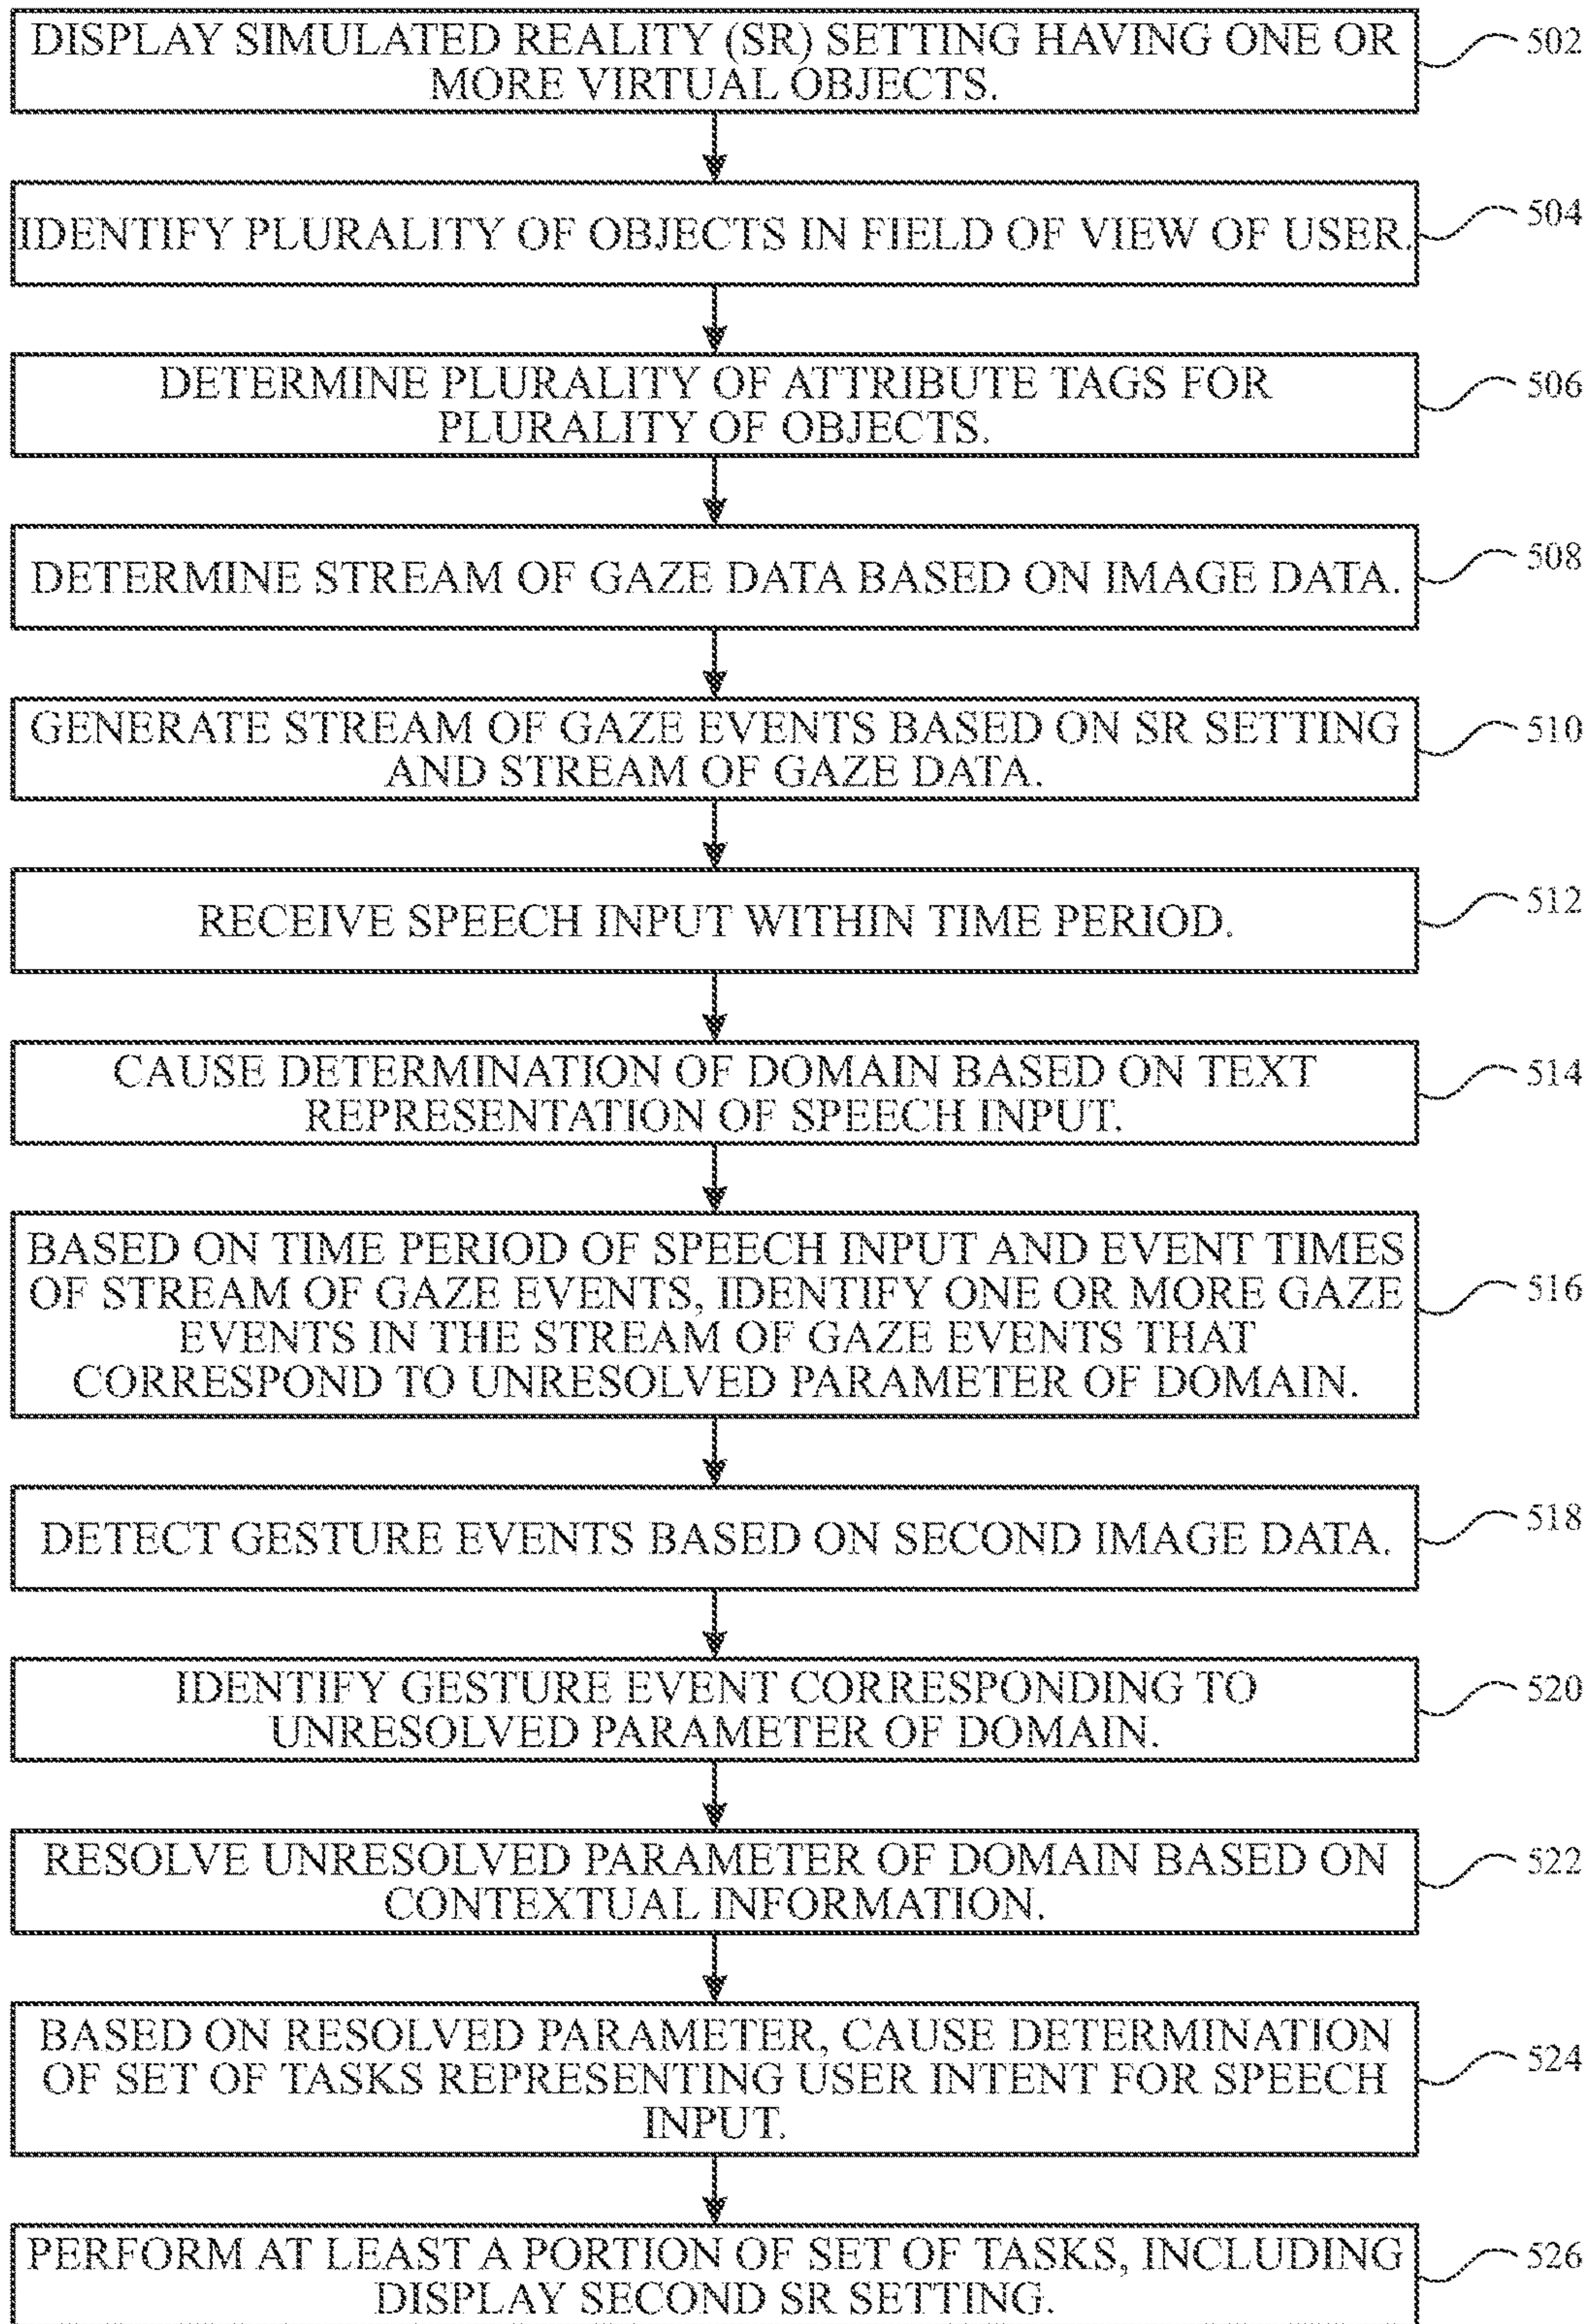 DISPLAY SIMULATED REALITY (SR) SETTING HAVING ONE OR
MORE VIRTUAL OBJECTS.
502
IDENTIFY PLURALITY OF OBJECTS IN FIELD OF VIEW OF USER.
504
DETERMINE PLURALITY OF ATTRIBUTE TAGS FOR
PLURALITY OF OBJECTS.
506
DETERMINE STREAM OF GAZE DATA BASED ON IMAGE DATA.
508
GENERATE STREAM OF GAZE EVENTS BASED ON SR SETTING
AND STREAM OF GAZE DATA.
510
RECEIVE SPEECH INPUT WITHIN TIME PERIOD.
512
CAUSE DETERMINATION OF DOMAIN BASED ON TEXT
REPRESENTATION OF SPEECH INPUT.
514
BASED ON TIME PERIOD OF SPEECH INPUT AND EVENT TIMES
OF STREAM OF GAZE EVENTS, IDENTIFY ONE OR MORE GAZE
EVENTS IN THE STREAM OF GAZE EVENTS THAT
CORRESPOND TO UNRESOLVED PARAMETER OF DOMAIN.
516
DETECT GESTURE EVENTS BASED ON SECOND IMAGE DATA.
518
IDENTIFY GESTURE EVENT CORRESPONDING TO
UNRESOLVED PARAMETER OF DOMAIN.
520
RESOLVE UNRESOLVED PARAMETER OF DOMAIN BASED ON
CONTEXTUAL INFORMATION.
522
BASED ON RESOLVED PARAMETER, CAUSE DETERMINATION
OF SET OF TASKS REPRESENTING USER INTENT FOR SPEECH
INPUT.
524
PERFORM AT LEAST A PORTION OF SET OF TASKS, INCLUDING
DISPLAY SECOND SR SETTING.
526